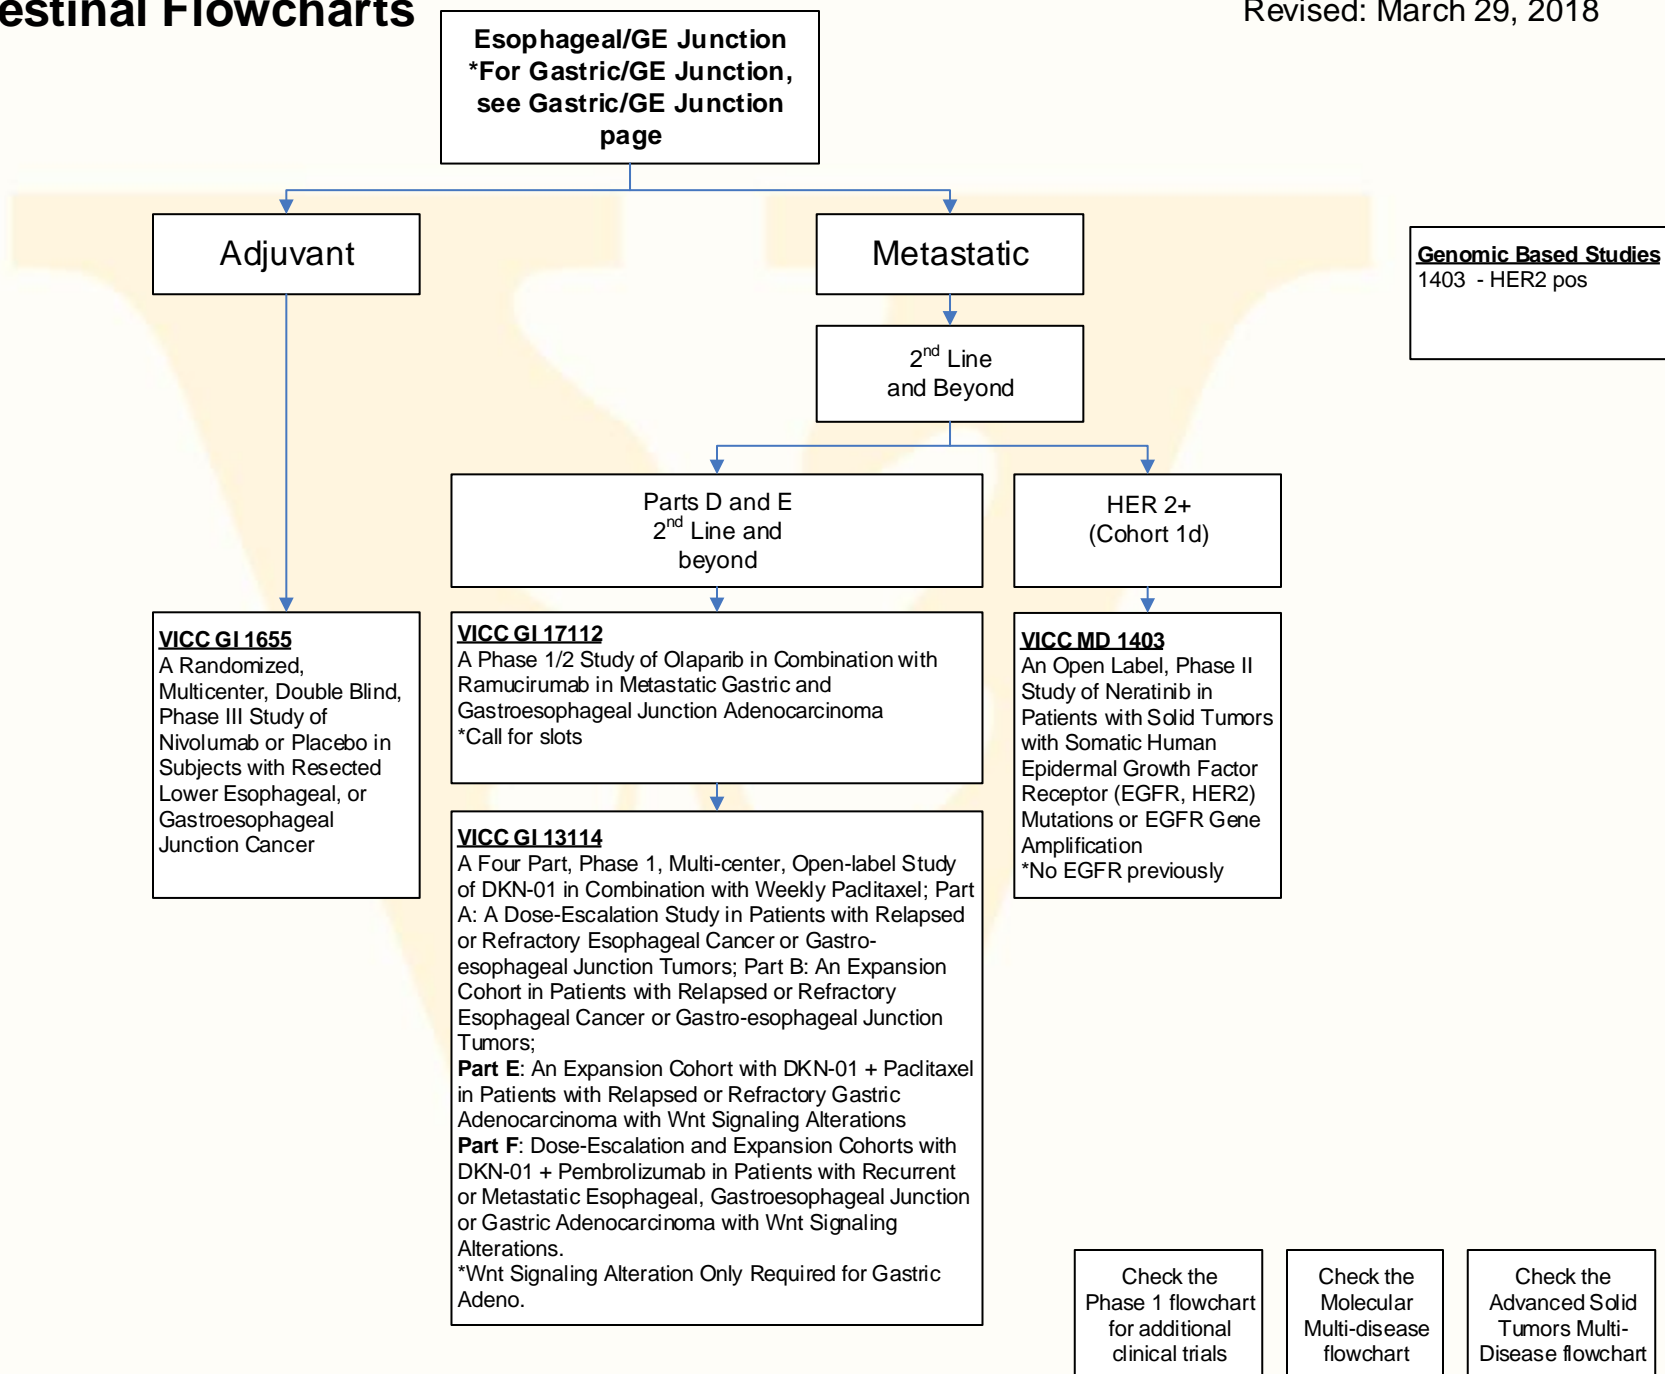 estinal Flowcharts
Revised: March 29, 2018
Esophageal/GE Junction
*For Gastric/GE Junction,
see Gastric/GE Junction
page
Adjuvant
Metastatic
Genomic Based Studies
1403 - HER2 pos
2nd Line
and Beyond
Parts D and E
2nd Line and
beyond
HER 2+
(Cohort 1d)
VICC GI 1655
A Randomized,
Multicenter, Double Blind,
Phase III Study of
Nivolumab or Placebo in
Subjects with Resected
Lower Esophageal, or
Gastroesophageal
Junction Cancer
VICC GI 17112
A Phase 1/2 Study of Olaparib in Combination with
Ramucirumab in Metastatic Gastric and
Gastroesophageal Junction Adenocarcinoma
*Call for slots
VICC MD 1403
An Open Label, Phase II
Study of Neratinib in
Patients with Solid Tumors
with Somatic Human
Epidermal Growth Factor
Receptor (EGFR, HER2)
Mutations or EGFR Gene
Amplification
*No EGFR previously
VICC GI 13114
A Four Part, Phase 1, Multi-center, Open-label Study
of DKN-01 in Combination with Weekly Paclitaxel; Part
A: A Dose-Escalation Study in Patients with Relapsed
or Refractory Esophageal Cancer or Gastro-
esophageal Junction Tumors; Part B: An Expansion
Cohort in Patients with Relapsed or Refractory
Esophageal Cancer or Gastro-esophageal Junction
Tumors;
Part E: An Expansion Cohort with DKN-01 + Paclitaxel
in Patients with Relapsed or Refractory Gastric
Adenocarcinoma with Wnt Signaling Alterations
Part F: Dose-Escalation and Expansion Cohorts with
DKN-01 + Pembrolizumab in Patients with Recurrent
or Metastatic Esophageal, Gastroesophageal Junction
or Gastric Adenocarcinoma with Wnt Signaling
Alterations.
*Wnt Signaling Alteration Only Required for Gastric
Adeno.
Check the
Phase 1 flowchart
for additional
clinical trials
Check the
Molecular
Multi-disease
flowchart
Check the
Advanced Solid
Tumors Multi-
Disease flowchart